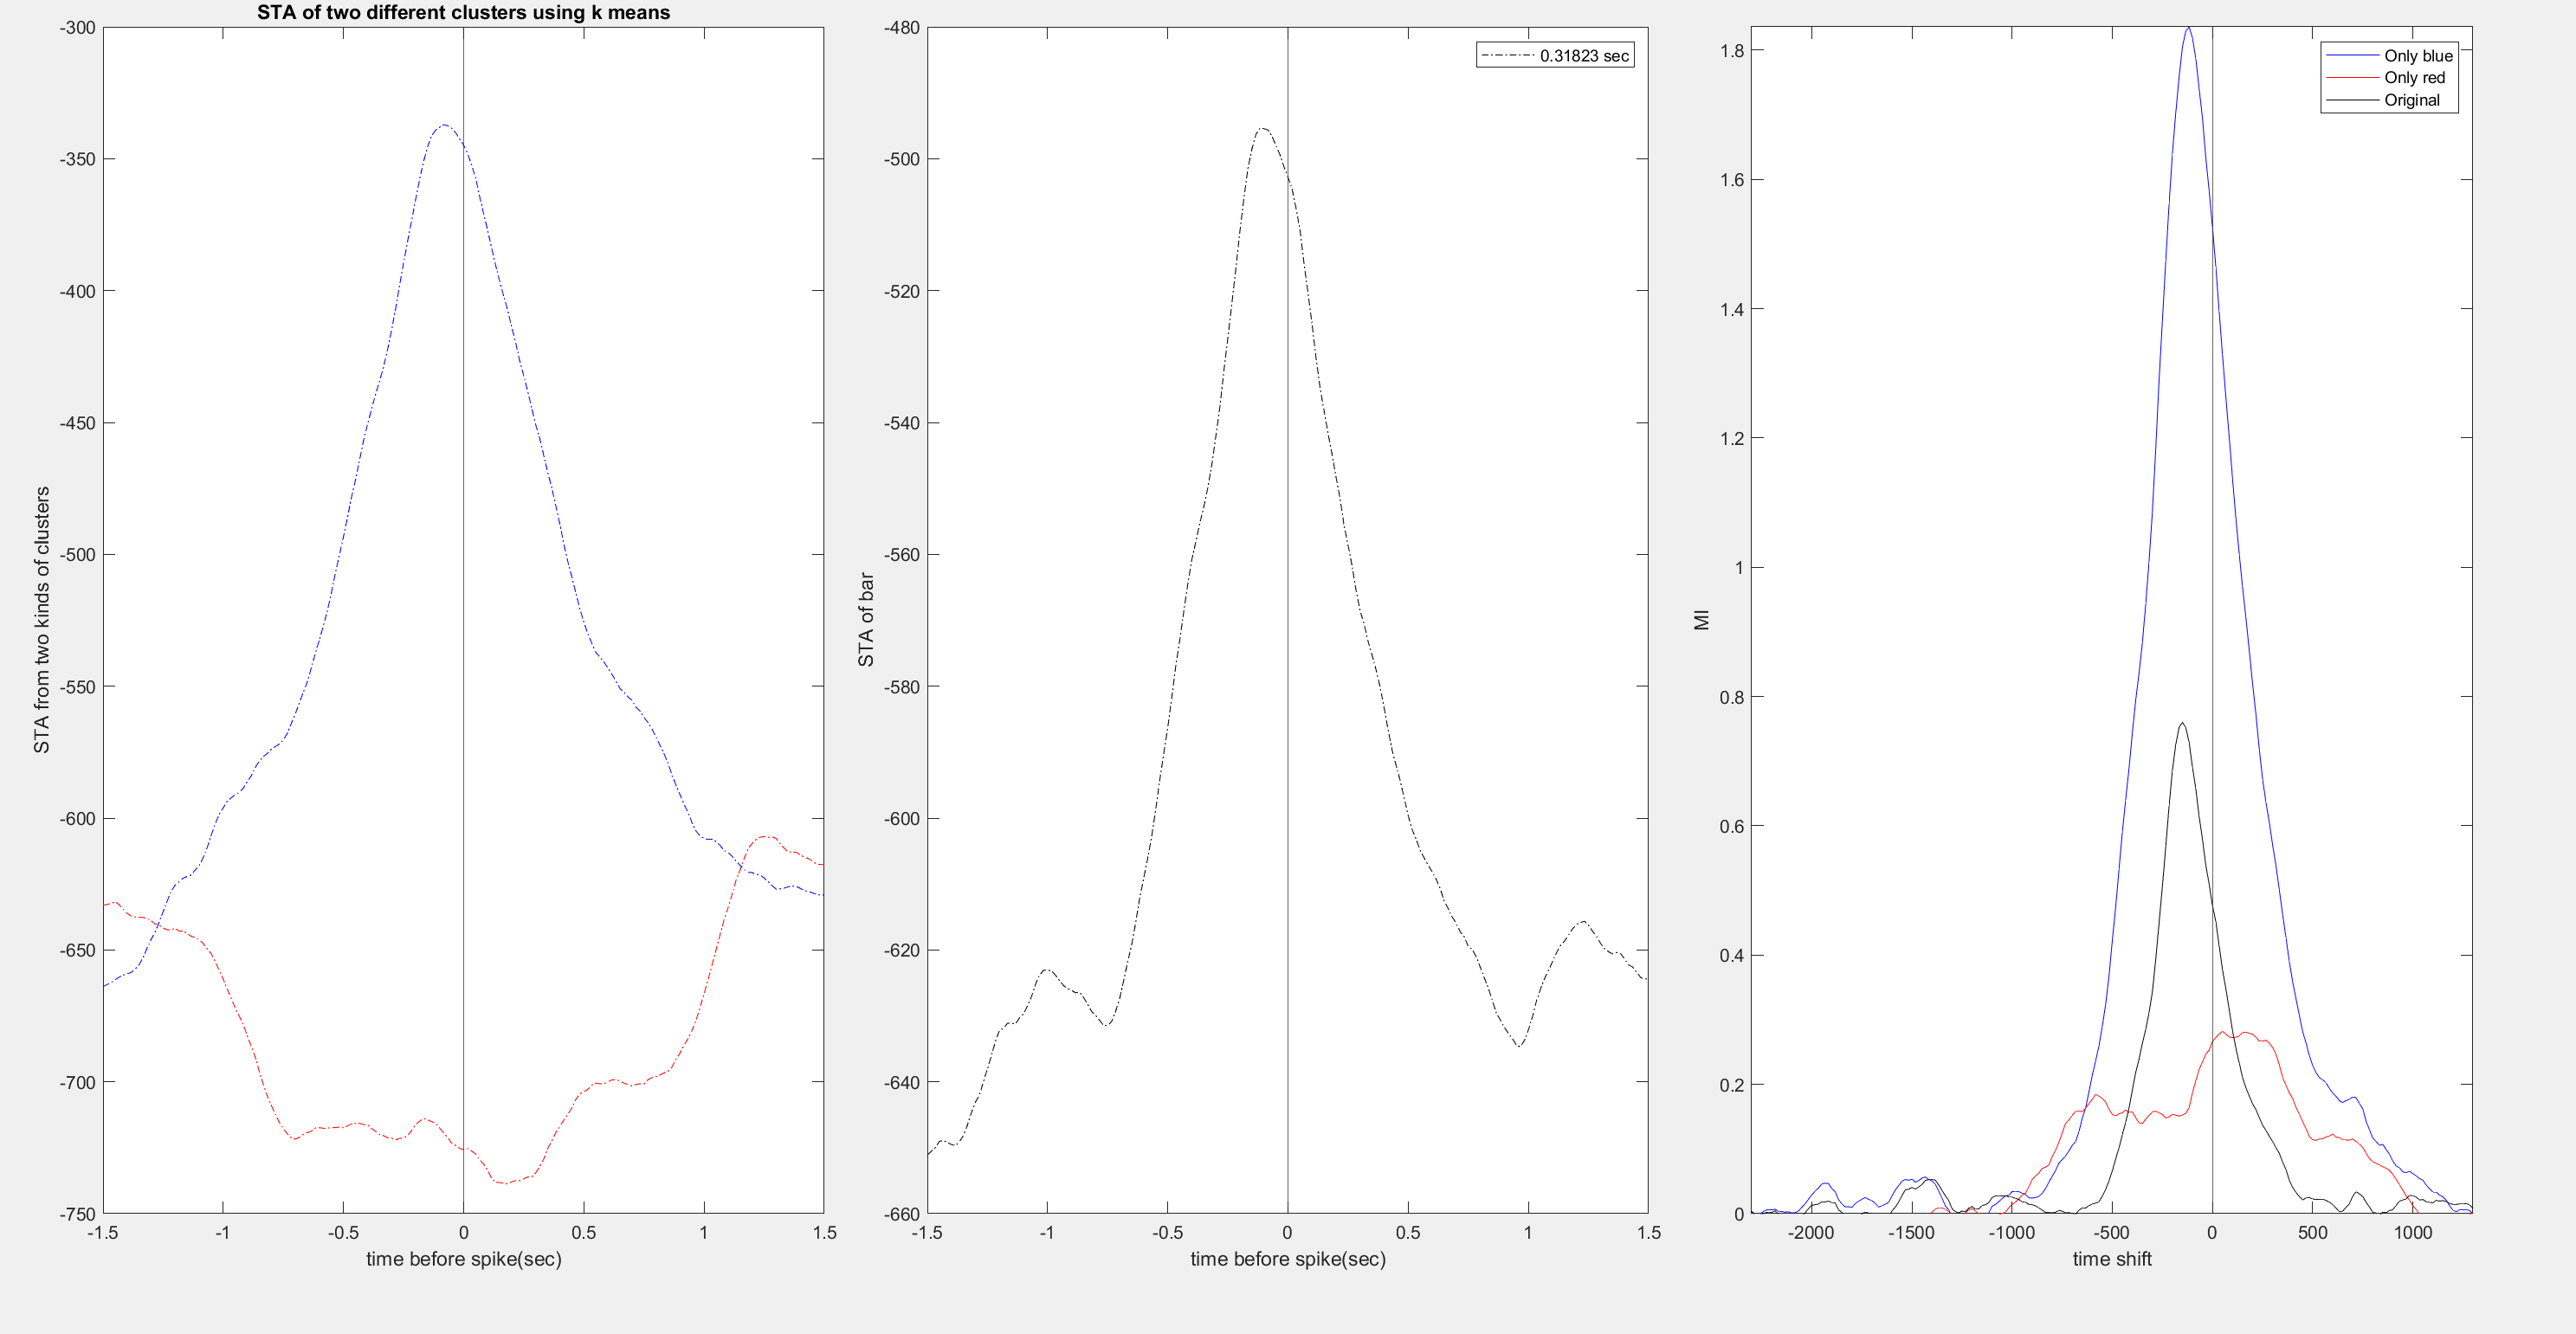 STA of two different clusters using k means
-300
-350
-400
-450
-500
-550
-600
-650
-700
-750
STA from two kinds of clusters
-1.5 -1 -0.5 0 0.5 1 1.5
time before spike(sec)
-480
-500
-520
-540
-560
-580
-600
-620
-640
-660
STA of bar
0.31823 sec
-1.5 -1 -0.5 0 0.5 1 1.5
time before spike(sec)
1.8
1.6
1.4
1.2
1
0.8
0.6
0.4
0.2
0
MI
Only blue
Only red
Original
-2000 -1500 -1000 -500 0 500 1000
time shift